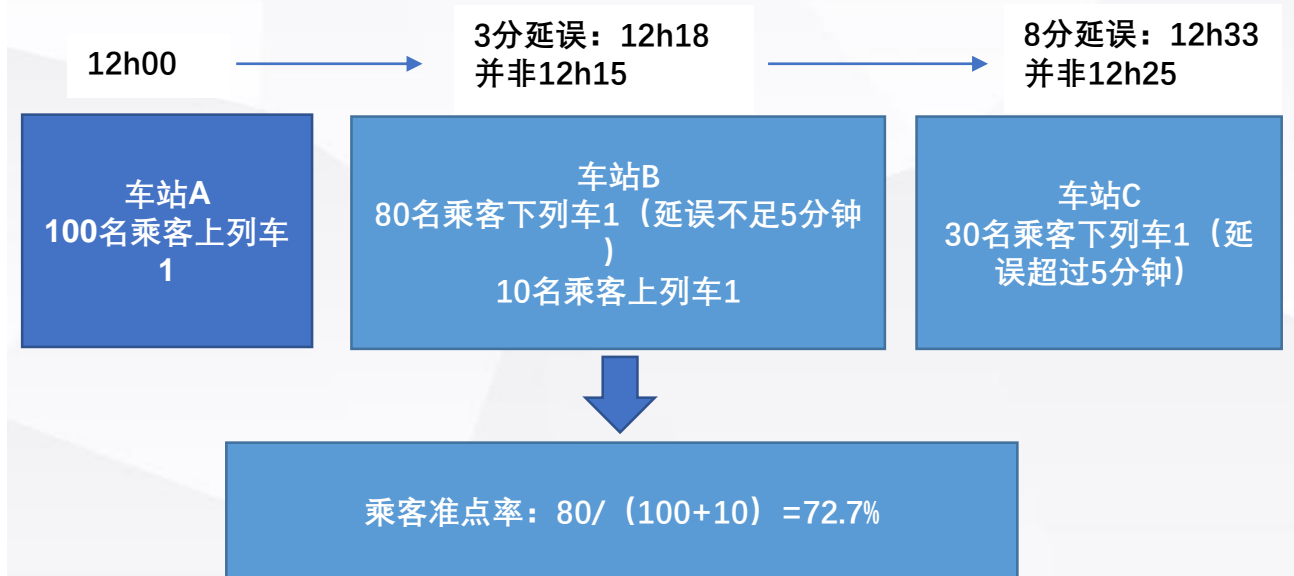 12h00
3分延误：12h18
并非12h15
8分延误：12h33
并非12h25
车站A
100名乘客上列车
1
车站B
80名乘客下列车1（延误不足5分钟
）
10名乘客上列车1
车站C
30名乘客下列车1（延
误超过5分钟）
乘客准点率：80/（100+10）=72.7%